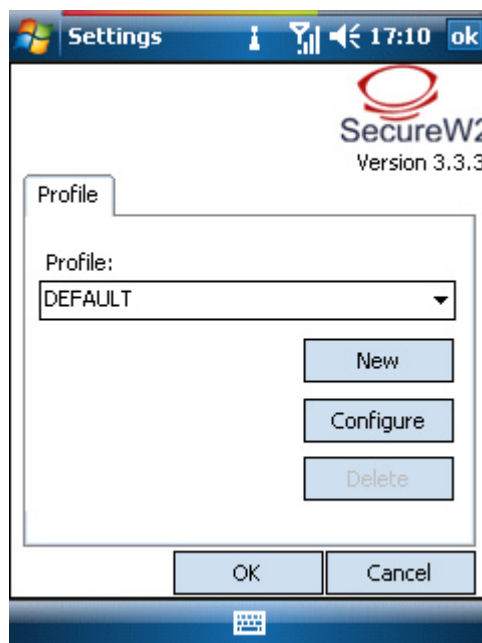 Settings
17:10 ok
SecureW2
Version 3.3.3
Profile
Profile:
DEFAULT
New
Configure
Delete
OK Cancel